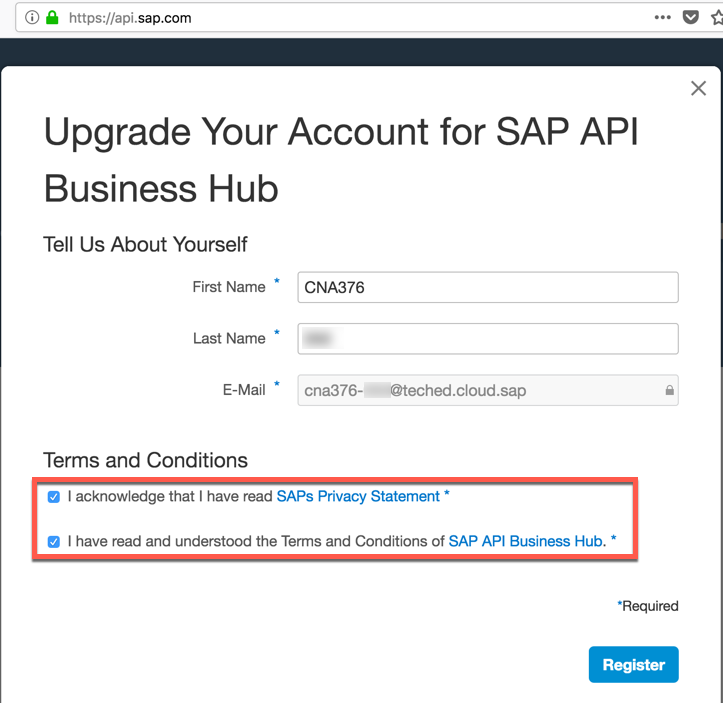 https://api.sap.com
Upgrade Your Account for SAP API
Business Hub
Tell Us About Yourself
First Name * CNA376
Last Name *
E-Mail * cna376- @teched.cloud.sap
Terms and Conditions
I acknowledge that I have read SAPs Privacy Statement *
I have read and understood the Terms and Conditions of SAP API Business Hub. *
*Required
Register